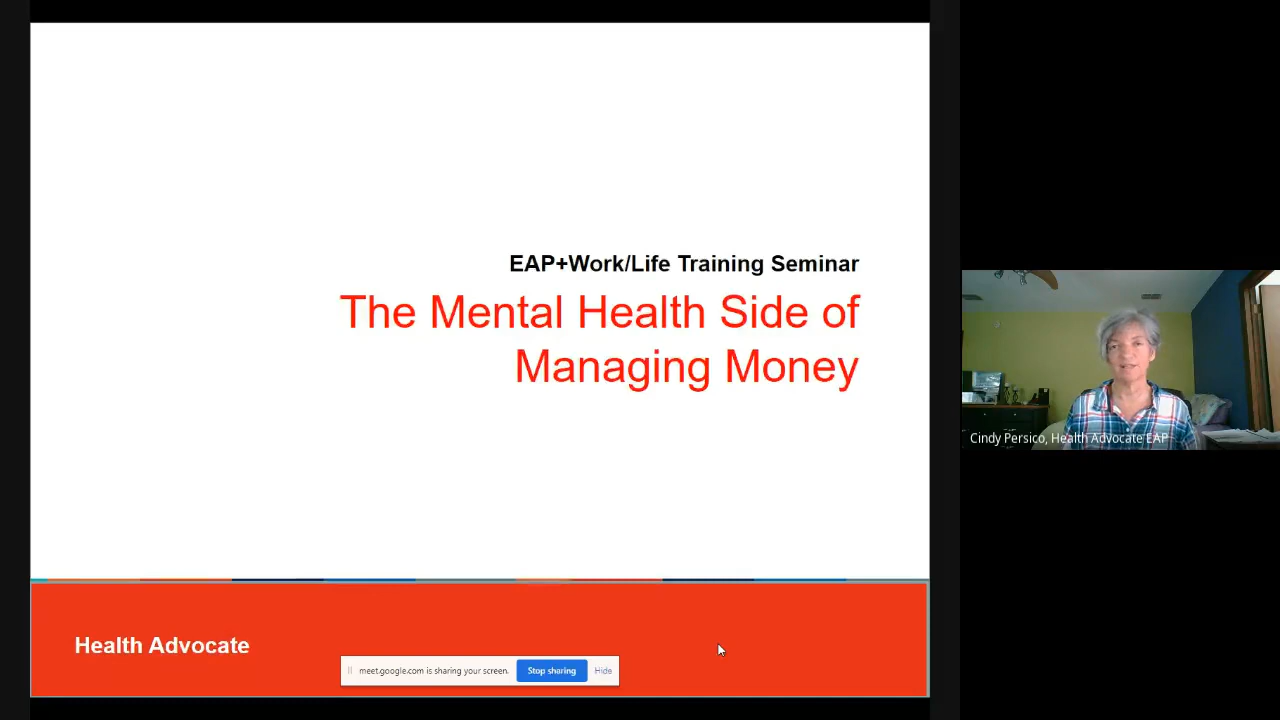 EAP+Work/Life Training Seminar
The Mental Health Side of
Managing Money
Cindy Persico, Health Advocate EAP
Health Advocate
meet.google.com is sharing your screen.
Stop sharing
Hide